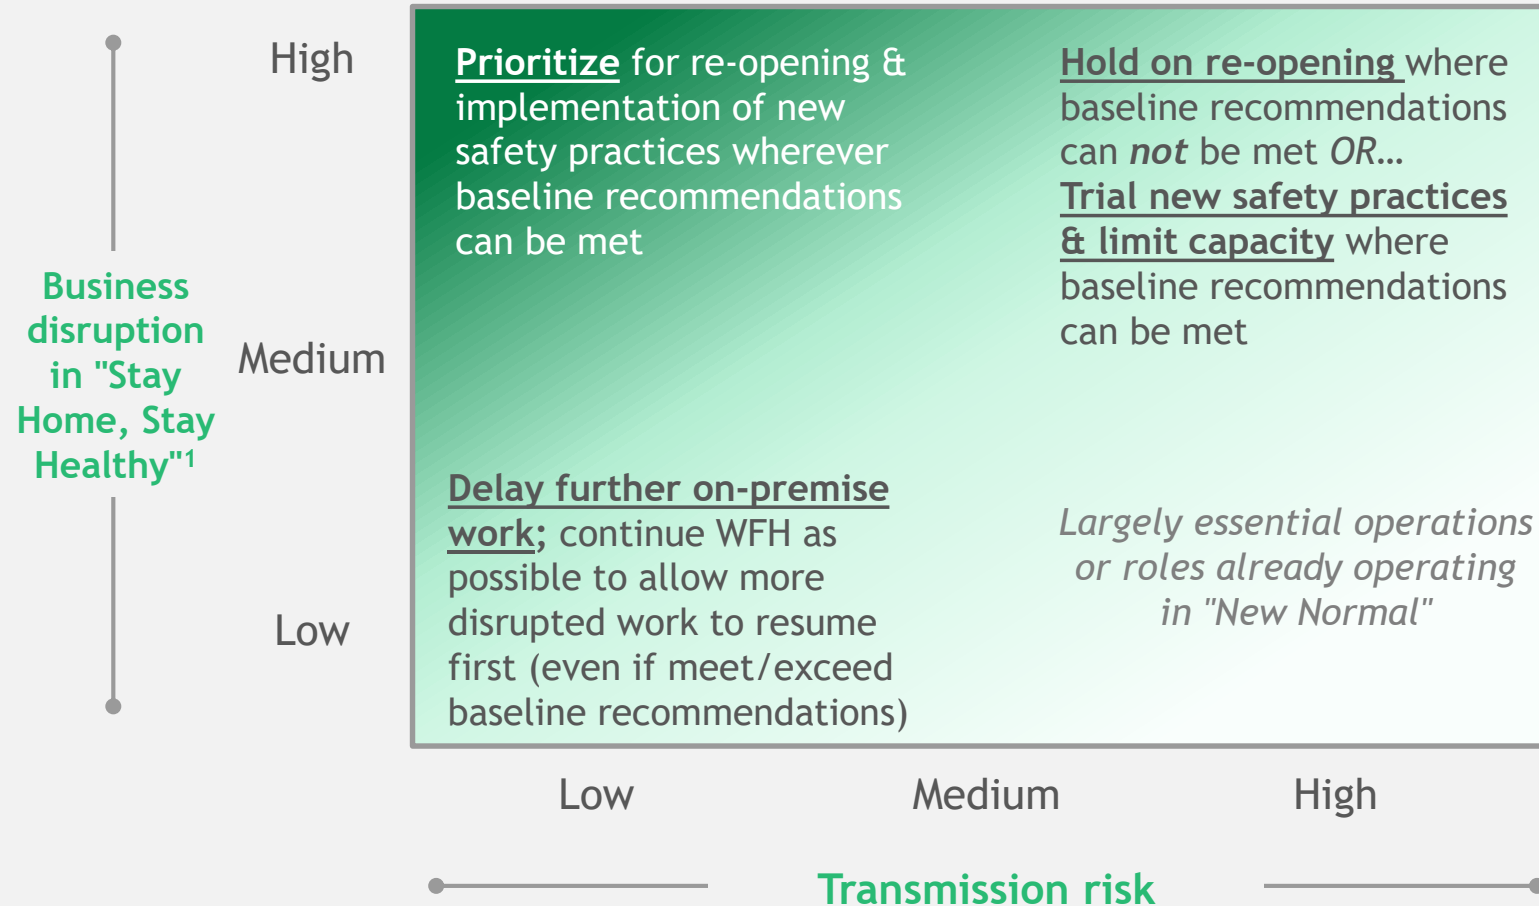 High
Medium
Low
Business
disruption
in "Stay
Home, Stay
Healthy"1
Prioritize for re-opening &
implementation of new
safety practices wherever
baseline recommendations
can be met
Hold on re-opening where
baseline recommendations
can not be met OR…
Trial new safety practices
& limit capacity where
baseline recommendations
can be met
Delay further on-premise
work; continue WFH as
possible to allow more
disrupted work to resume
first (even if meet/exceed
baseline recommendations)
Largely essential operations
or roles already operating
in "New Normal"
Low
Medium
High
Transmission risk